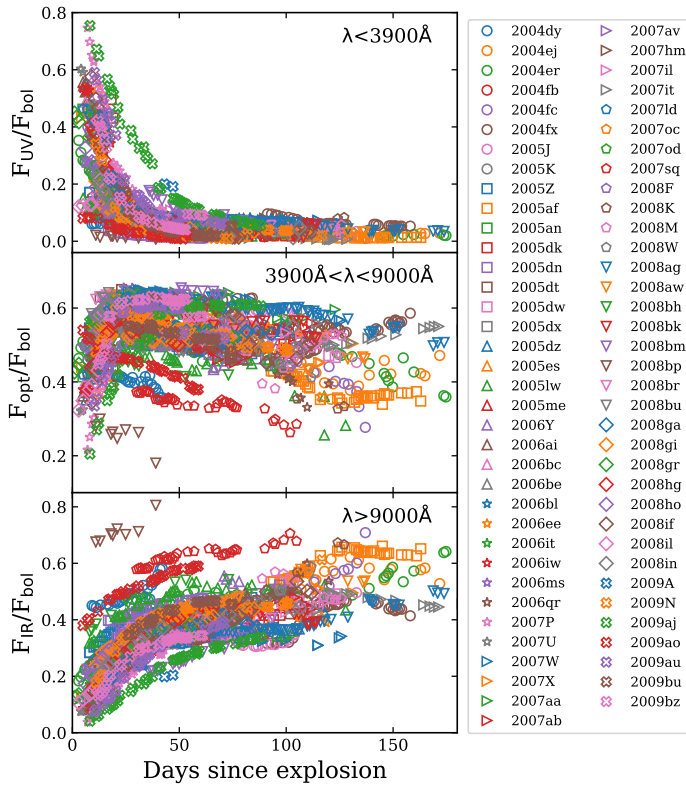 λ<3900Å
0.8
0.6
0.4
0.2
0.0
F_UV/F_bol
3900Å<λ<9000Å
0.6
0.4
0.2
F_opt/F_bol
λ>9000Å
0.8
0.6
0.4
0.2
0.0
F_IR/F_bol
0 50 100 150
Days since explosion
2004dy
2004ej
2004er
2004fb
2004fc
2004fx
2005J
2005K
2005Z
2005af
2005an
2005dk
2005dn
2005dt
2005dw
2005dx
2005dz
2005es
2005lw
2005me
2006Y
2006ai
2006bc
2006be
2006bl
2006ee
2006it
2006iw
2006ms
2006qr
2007P
2007U
2007W
2007X
2007aa
2007ab
2007av
2007hm
2007il
2007it
2007ld
2007oc
2007od
2007sq
2008F
2008K
2008M
2008W
2008ag
2008aw
2008bh
2008bk
2008bm
2008bp
2008br
2008bu
2008ga
2008gi
2008gr
2008hg
2008ho
2008if
2008il
2008in
2009A
2009N
2009aj
2009ao
2009au
2009bu
2009bz